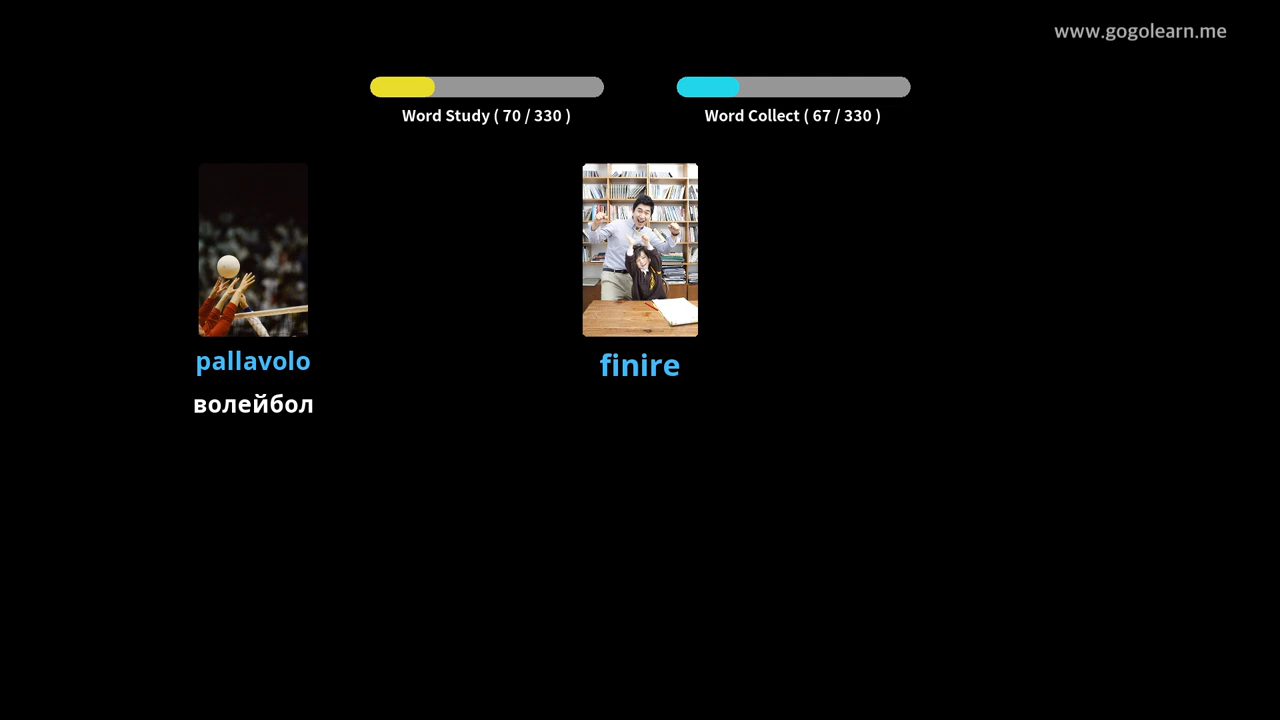 www.gogolearn.me
Word Study ( 70 / 330 )
Word Collect ( 67 / 330 )
pallavolo
finire
волейбол